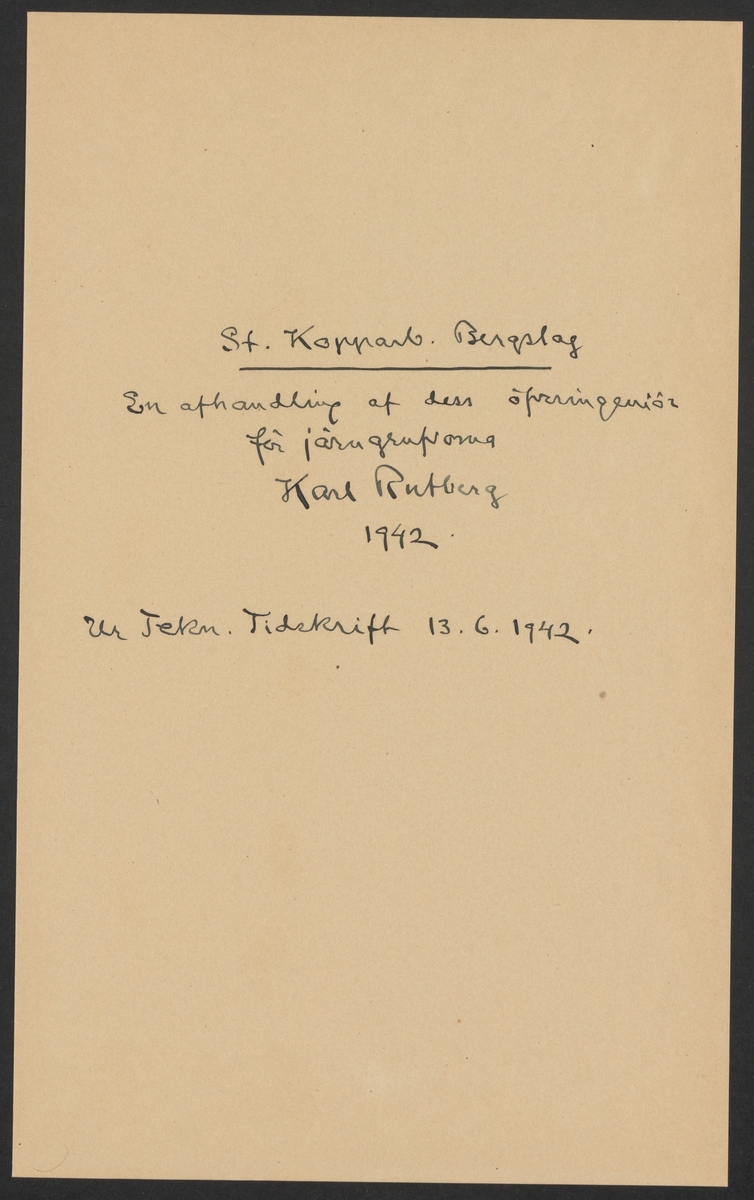 St. Kopparb. Bergslag
En afhandling af dess öfveringeniör
för järngrufvorna
Karl Rutberg
1942.
Ur Tekn. Tidskrift 13.6.1942.